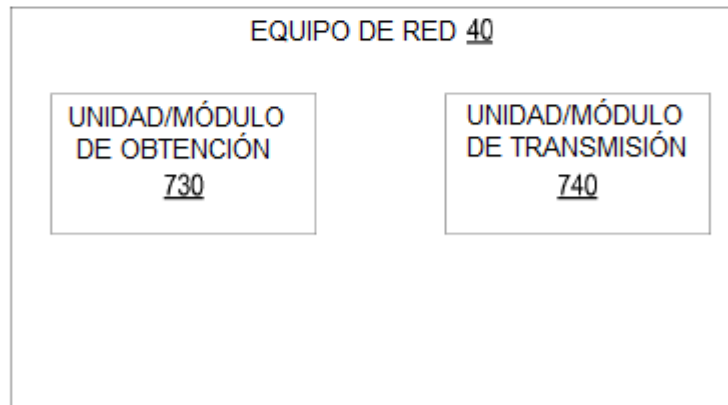 EQUIPO DE RED 40
UNIDAD/MÓDULO
DE OBTENCIÓN
730
UNIDAD/MÓDULO
DE TRANSMISIÓN
740